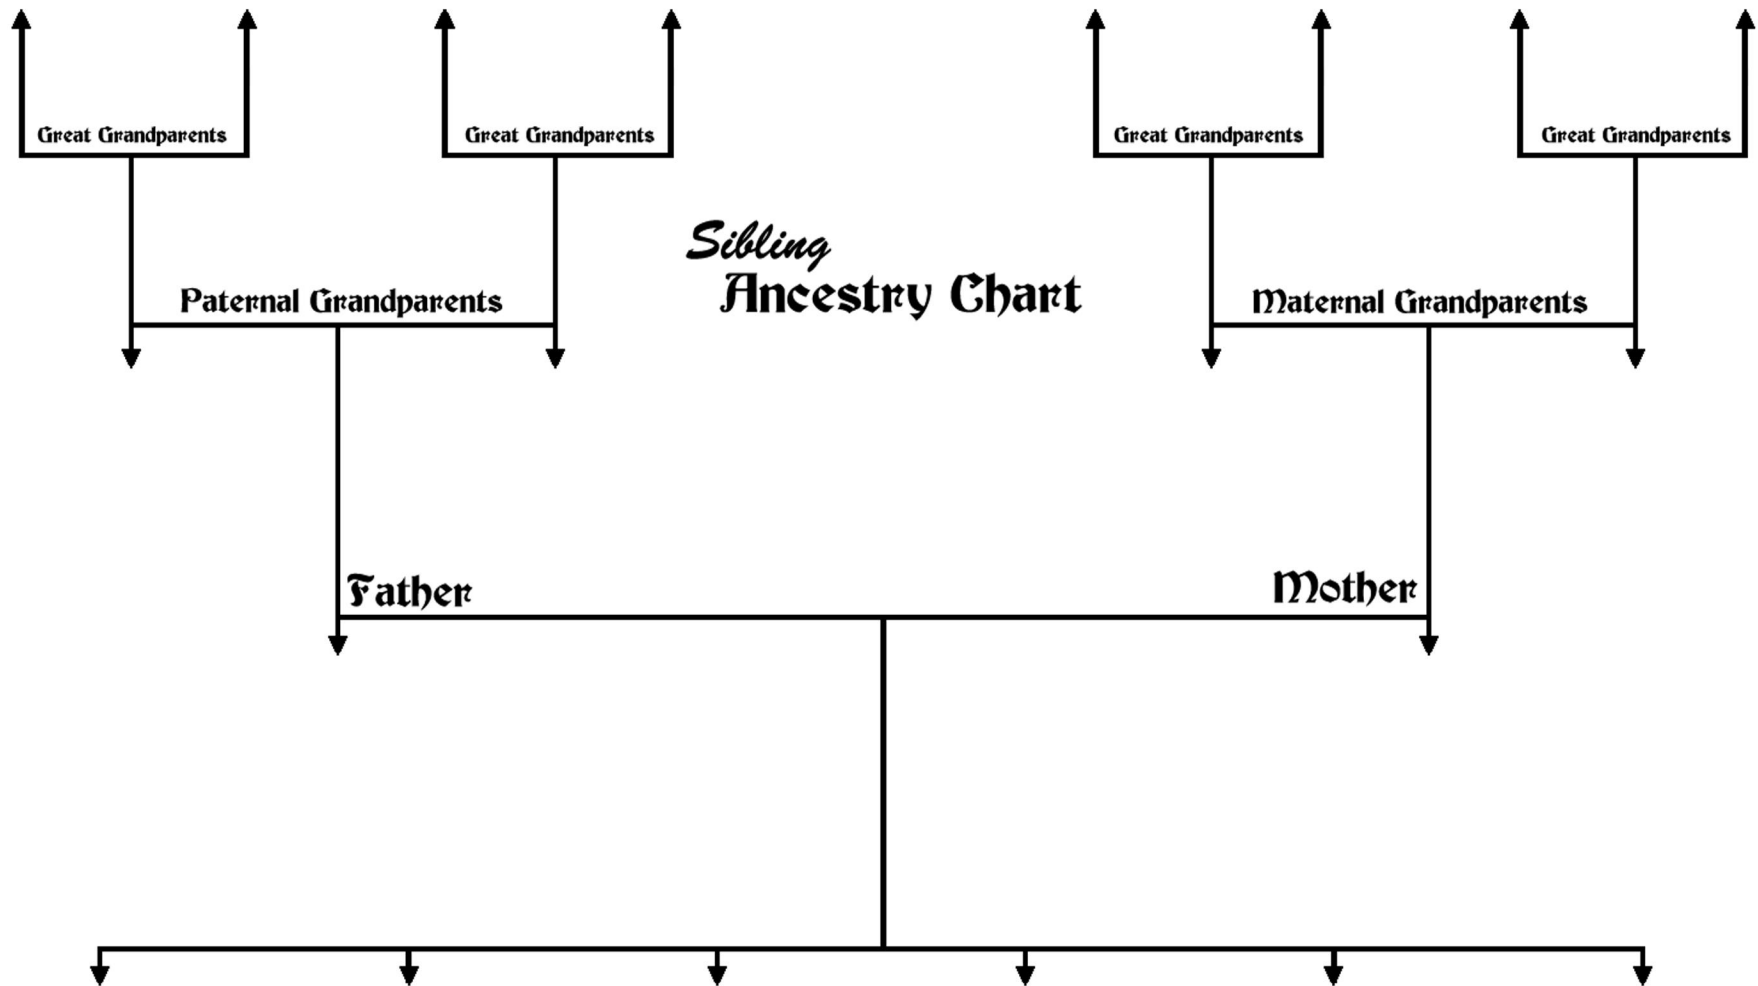 Great Grandparents
Great Grandparents
Great Grandparents
Great Grandparents
Sibling
Ancestry Chart
Paternal Grandparents
Maternal Grandparents
Father
Mother